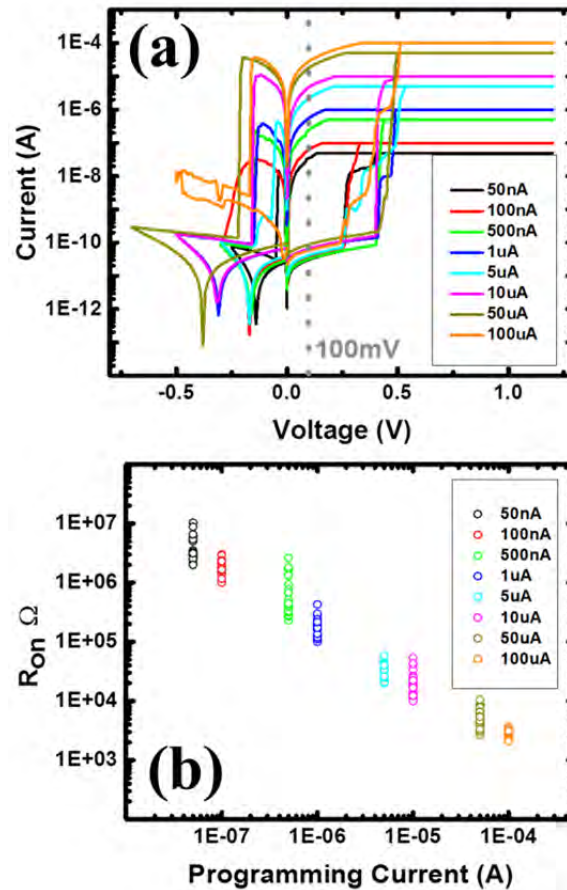 (a)
Current (A)
1E-4
1E-6
1E-8
1E-10
1E-12
50nA
100nA
500nA
1uA
5uA
10uA
50uA
100uA
100mV
-0.5
0.0
0.5
1.0
Voltage (V)
(b)
Ron Ω
1E+07
1E+06
1E+05
1E+04
1E+03
50nA
100nA
500nA
1uA
5uA
10uA
50uA
100uA
1E-07
1E-06
1E-05
1E-04
Programming Current (A)